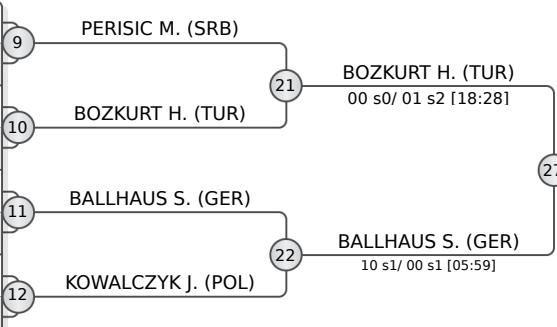 PERISIC M. (SRB)
9
21
BOZKURT H. (TUR)
00 s0/ 01 s2 [18:28]
BOZKURT H. (TUR)
10
27
BALLHAUS S. (GER)
11
22
BALLHAUS S. (GER)
10 s1/ 00 s1 [05:59]
KOWALCZYK J. (POL)
12